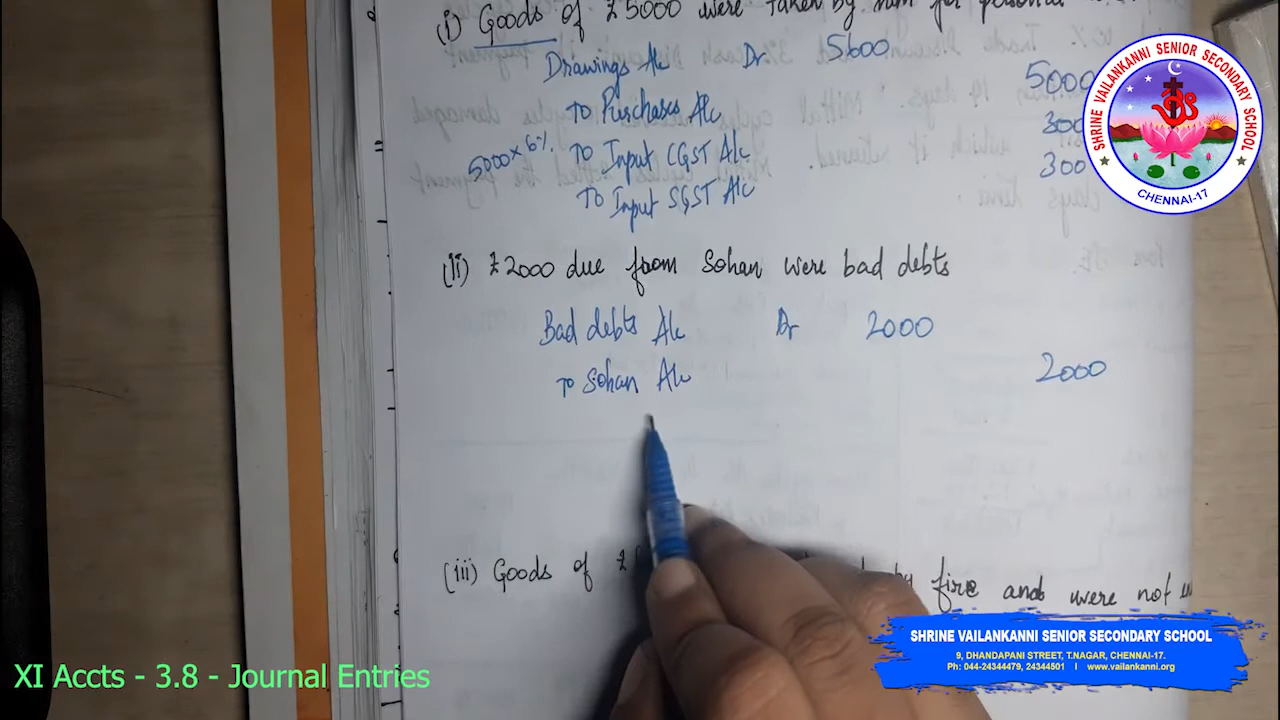 (i) Goods of ₹5000 were taken by him for personal
Drawings A/c Dr 5600
To Purchases A/c 5000
5000 × 6% To Input CGST A/c 300
To Input SGST A/c 300
(ii) ₹2000 due from Sohan were bad debts
Bad debts A/c Dr 2000
To Sohan A/c 2000
(iii) Goods of ₹ by fire and were not
SHRINE VAILANKANNI SENIOR SECONDARY SCHOOL
CHENNAI-17
SHRINE VAILANKANNI SENIOR SECONDARY SCHOOL
9, DHANDAPANI STREET, T.NAGAR, CHENNAI-17.
Ph: 044-24344479, 24344501 I www.vailankanni.org
XI Accts - 3.8 - Journal Entries